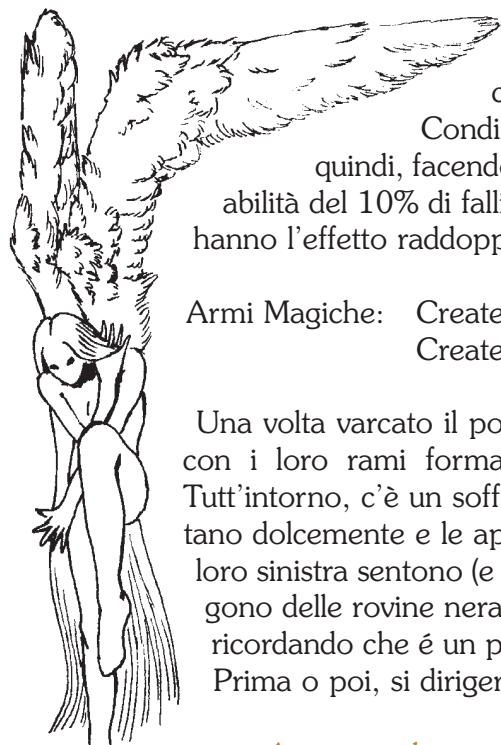 Condi
quindi, facend
abilità del 10% di falli
hanno l'effetto raddopp
Armi Magiche: Create
Create
Una volta varcato il po
con i loro rami forma
Tutt'intorno, c'è un soff
tano dolcemente e le ap
loro sinistra sentono (e
gono delle rovine nera
ricordando che é un p
Prima o poi, si diriger